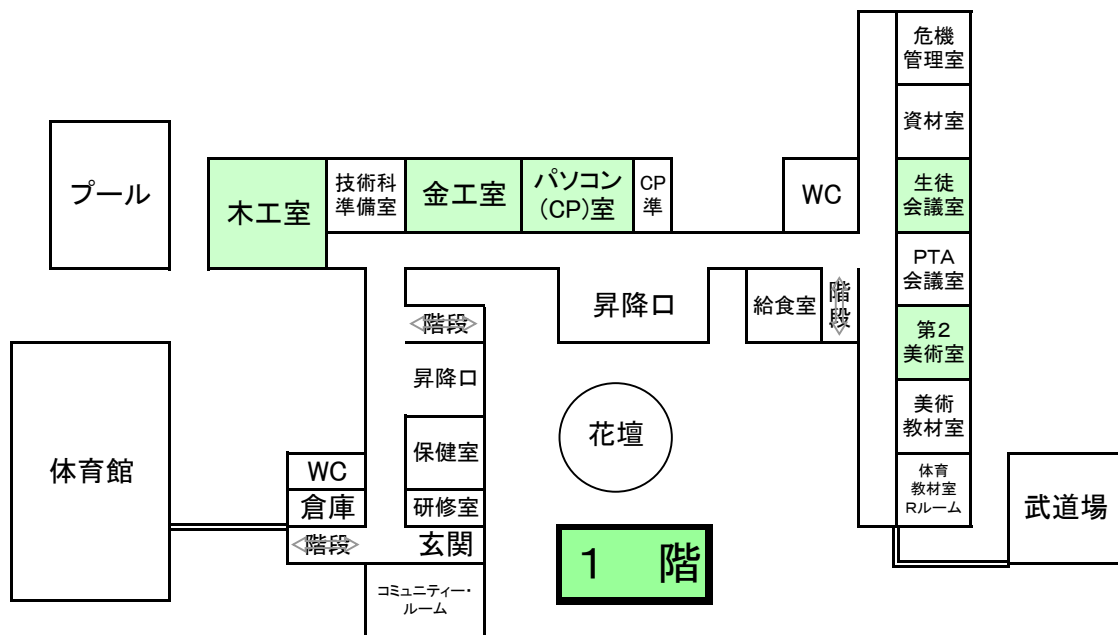 危機
管理室
資材室
プール
木工室
技術科
準備室
金工室
パソコン
(CP)室
CP
準
WC
生徒
会議室
PTA
会議室
昇降口
給食室
階段
階段
第2
美術室
昇降口
美術
教材室
花壇
保健室
体育館
WC
体育
教材室
Rルーム
武道場
倉庫
研修室
階段
玄関
1 階
コミュニティー・
ルーム